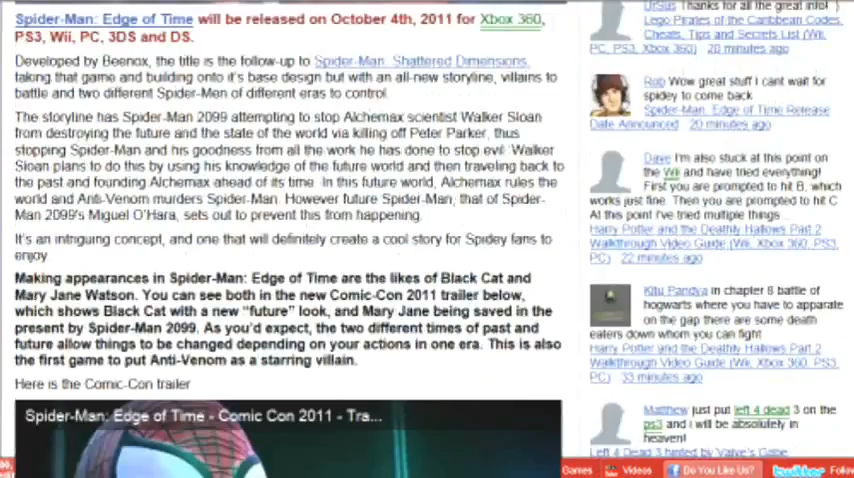 Spider-Man: Edge of Time will be released on October 4th, 2011 for Xbox 360,
PS3, Wii, PC, 3DS and DS.
Developed by Beenox, the title is the follow-up to Spider-Man: Shattered Dimensions,
taking that game and building onto it's base design but with an all-new storyline, villains to
battle and two different Spider-Men of different eras to control.
The storyline has Spider-Man 2099 attempting to stop Alchemax scientist Walker Sloan
from destroying the future and the state of the world via killing off Peter Parker, thus
stopping Spider-Man and his goodness from all the work he has done to stop evil. Walker
Sloan plans to do this by using his knowledge of the future world and then traveling back to
the past and founding Alchemax ahead of its time. In this future world, Alchemax rules the
world and Anti-Venom murders Spider-Man. However future Spider-Man, that of Spider-
Man 2099's Miguel O'Hara, sets out to prevent this from happening.
It's an intriguing concept, and one that will definitely create a cool story for Spidey fans to
enjoy
Making appearances in Spider-Man: Edge of Time are the likes of Black Cat and
Mary Jane Watson. You can see both in the new Comic-Con 2011 trailer below,
which shows Black Cat with a new “future” look, and Mary Jane being saved in the
present by Spider-Man 2099. As you'd expect, the two different times of past and
future allow things to be changed depending on your actions in one era. This is also
the first game to put Anti-Venom as a starring villain.
Here is the Comic-Con trailer
Spider-Man: Edge of Time - Comic Con 2011 - Tra...
UrSus Thanks for all the great info! :)
Lego Pirates of the Caribbean Codes,
Cheats, Tips and Secrets List (Wii,
PC, PS3, Xbox 360) 20 minutes ago
Rob Wow great stuff I cant wait for
spidey to come back
Spider-Man: Edge of Time Release
Date Announced 20 minutes ago
Dave I'm also stuck at this point on
the Wii and have tried everything!
First you are prompted to hit B, which
works just fine. Then you are prompted to hit C
At this point I've tried multiple things ...
Harry Potter and the Deathly Hallows Part 2
Walkthrough Video Guide (Wii, Xbox 360, PS3,
PC) 22 minutes ago
Kitu Pandya in chapter 8 battle of
hogwarts where you have to apparate
on the gap there are some death
eaters down whom you can fight
Harry Potter and the Deathly Hallows Part 2
Walkthrough Video Guide (Wii, Xbox 360, PS3,
PC) 33 minutes ago
Matthew just put left 4 dead 3 on the
ps3 and i will be absolutely in
heaven!
Left 4 Dead 3 hinted by Valve's Gabe
Games Videos Do You Like Us? twitter Follow